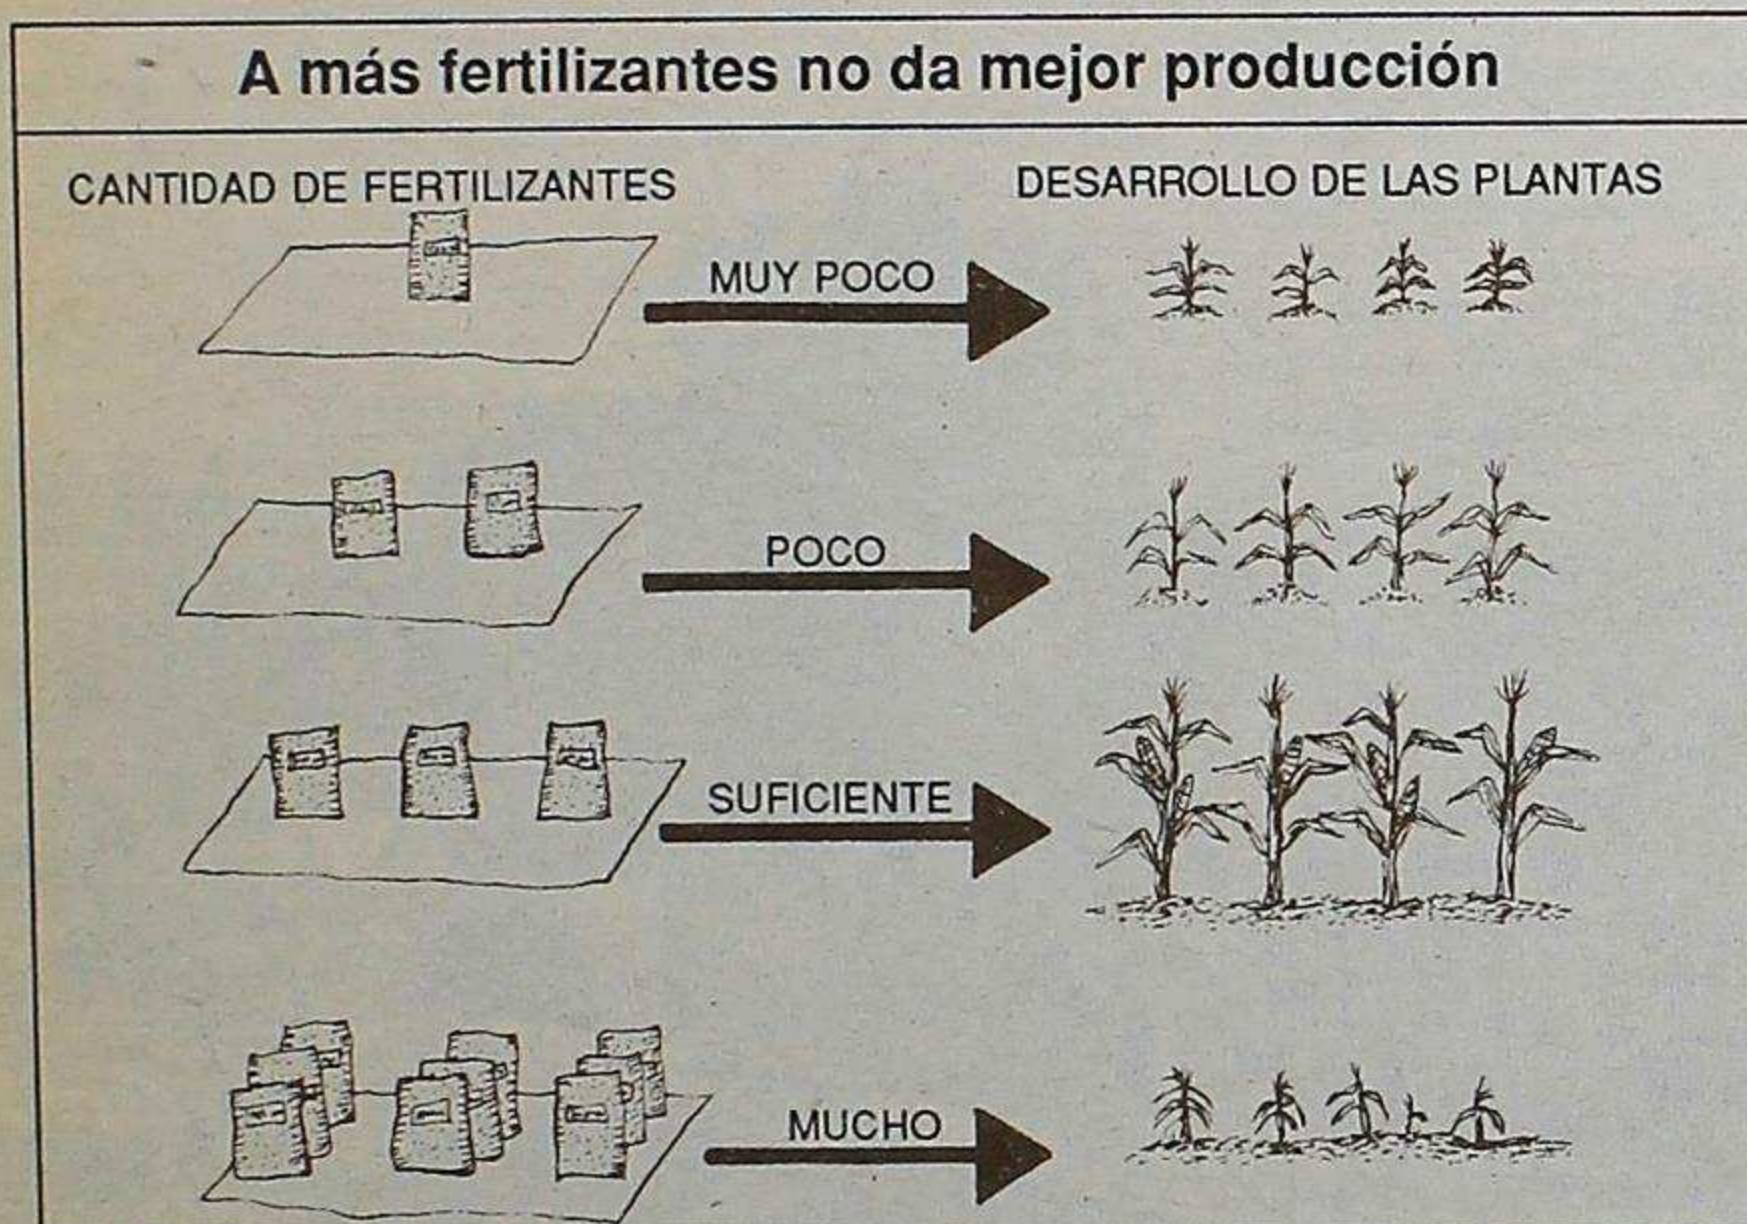 A más fertilizantes no da mejor producción
CANTIDAD DE FERTILIZANTES
DESARROLLO DE LAS PLANTAS
MUY POCO
POCO
SUFICIENTE
MUCHO